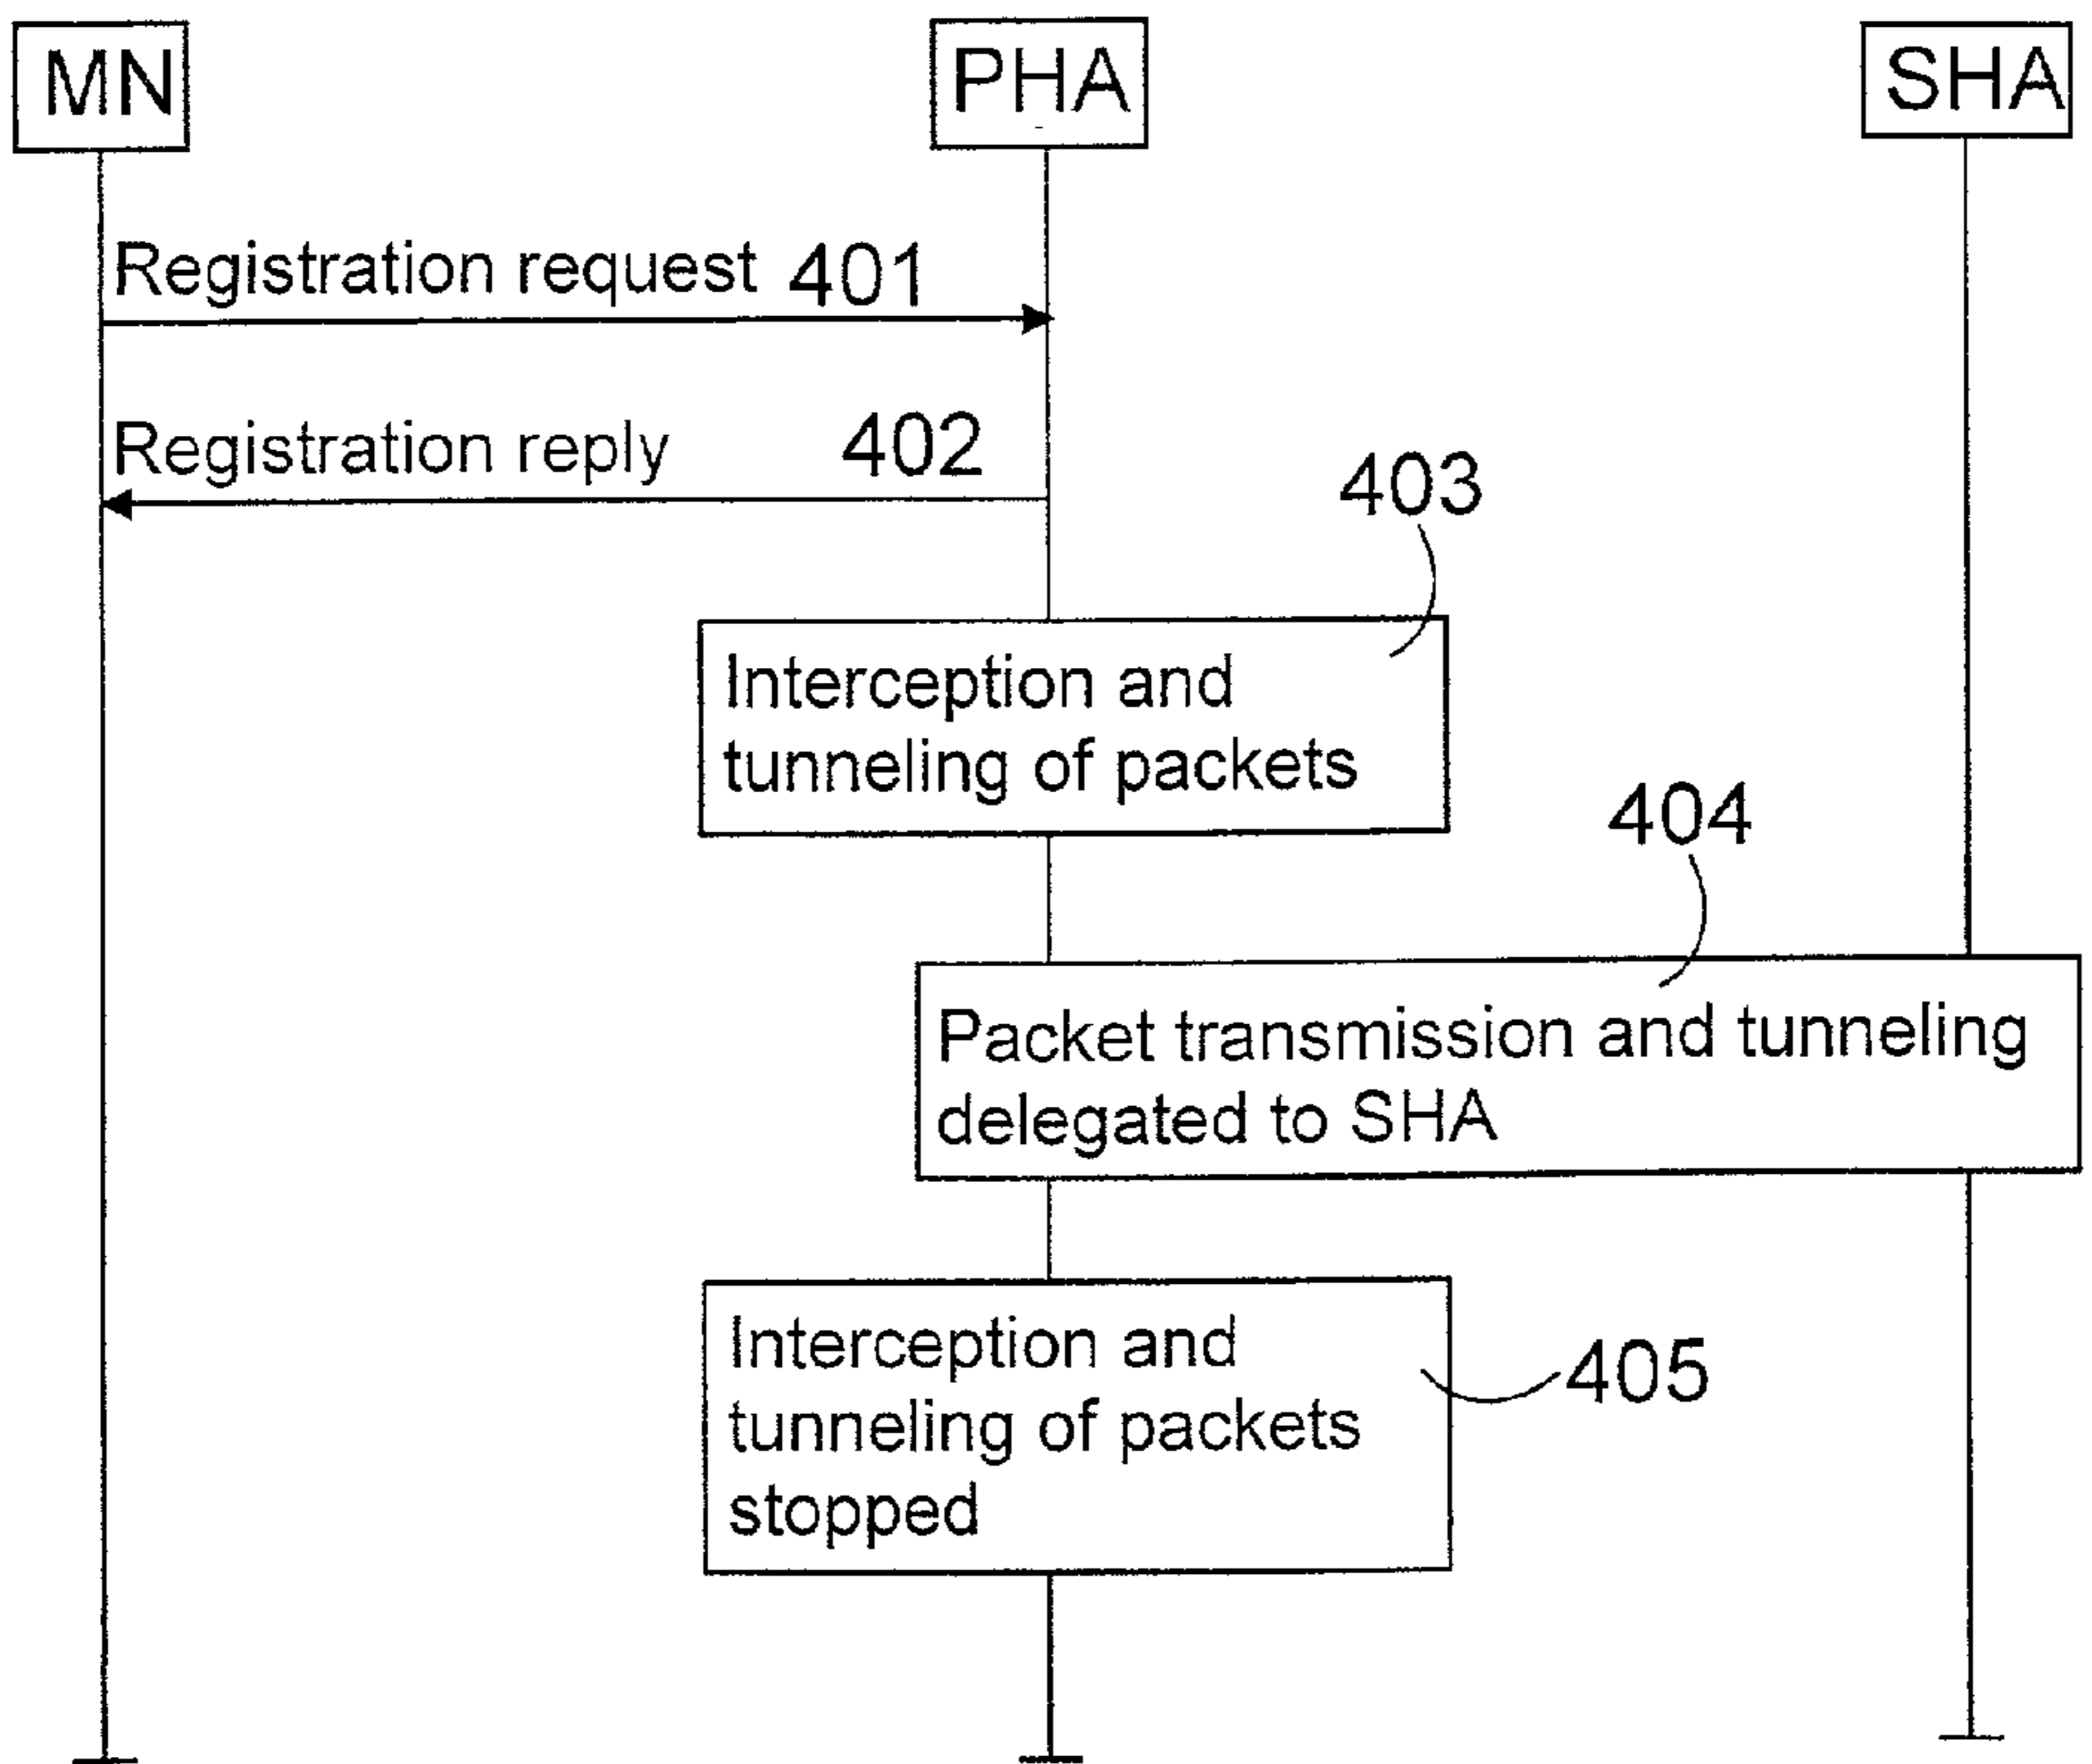 MN
PHA
SHA
Registration request 401
Registration reply 402
403
Interception and
tunneling of packets
404
Packet transmission and tunneling
delegated to SHA
Interception and
tunneling of packets
stopped
405